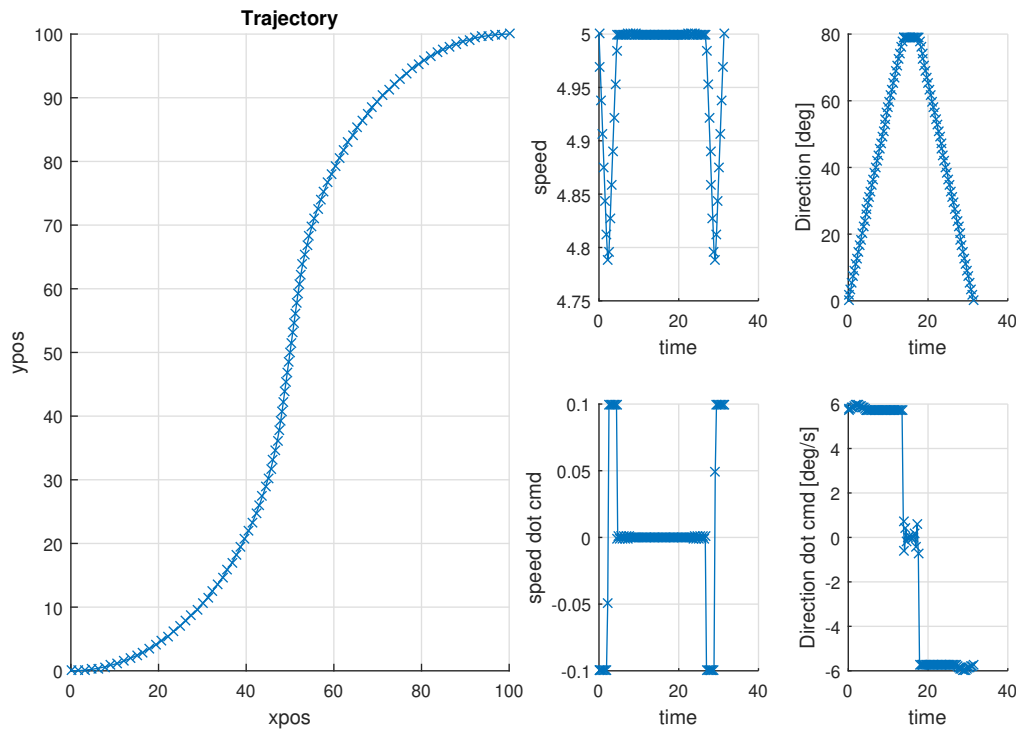 Trajectory
100
90
80
70
60
50
40
30
20
10
0
0 20 40 60 80 100
xpos
ypos
5
4.95
4.9
4.85
4.8
4.75
0 20 40
time
speed
80
60
40
20
0
0 20 40
time
Direction [deg]
0.1
0.05
0
-0.05
-0.1
0 20 40
time
speed dot cmd
6
4
2
0
-2
-4
-6
0 20 40
time
Direction dot cmd [deg/s]